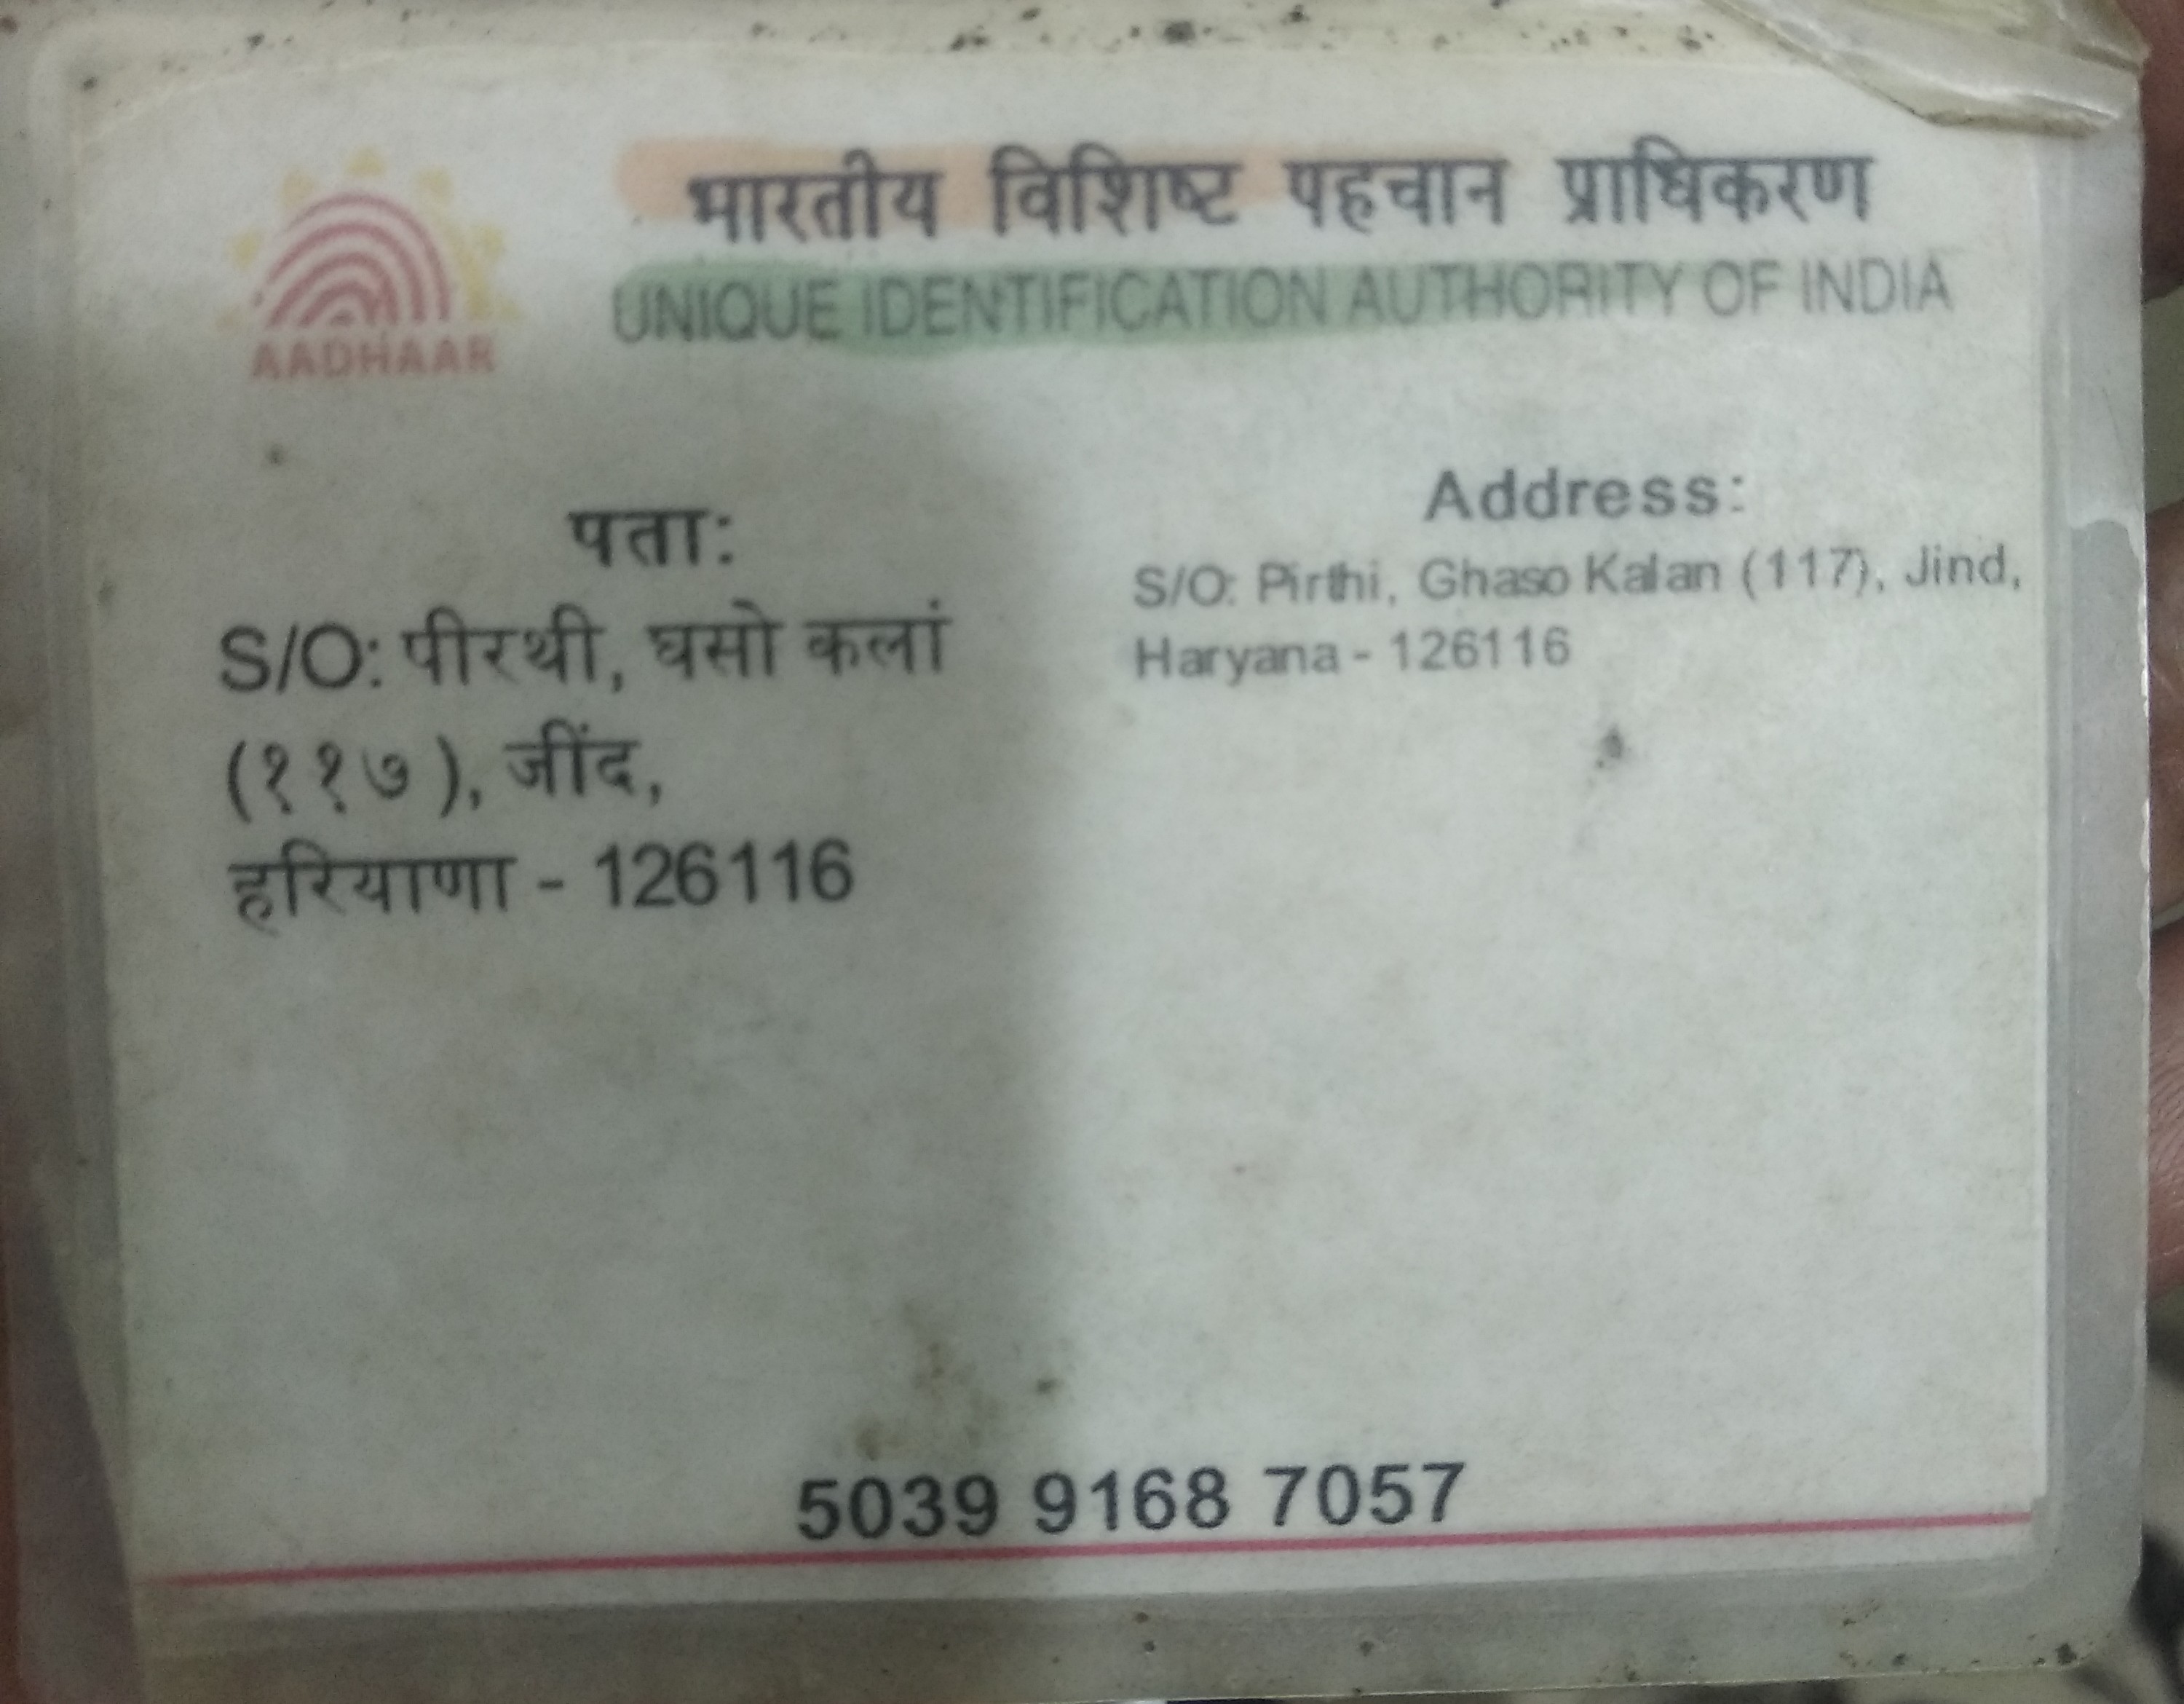 भारतीय विशिष्ट पहचान प्राधिकरण
UNIQUE IDENTIFICATION AUTHORITY OF INDIA
AADHAAR
पता:
S/O: पीरथी, घसो कलां
(११७), जींद,
हरियाणा - 126116
Address:
S/O: Pirthi, Ghaso Kalan (117), Jind,
Haryana - 126116
5039 9168 7057